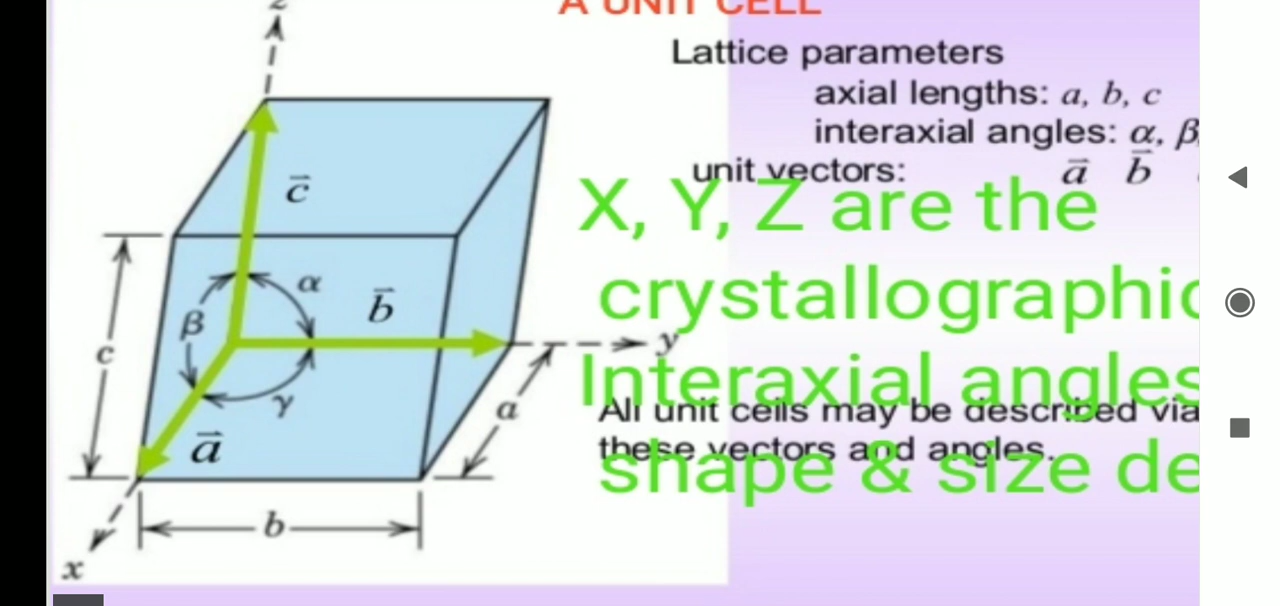 z
A UNIT CELL
Lattice parameters
axial lengths: a, b, c
interaxial angles: α, β
unit vectors: a⃗ b⃗
X, Y, Z are the
crystallographic
Interaxial angles
All unit cells may be described via
these vectors and angles.
shape & size de
c⃗
α
b⃗
β
y
c
γ
a
a⃗
b
x